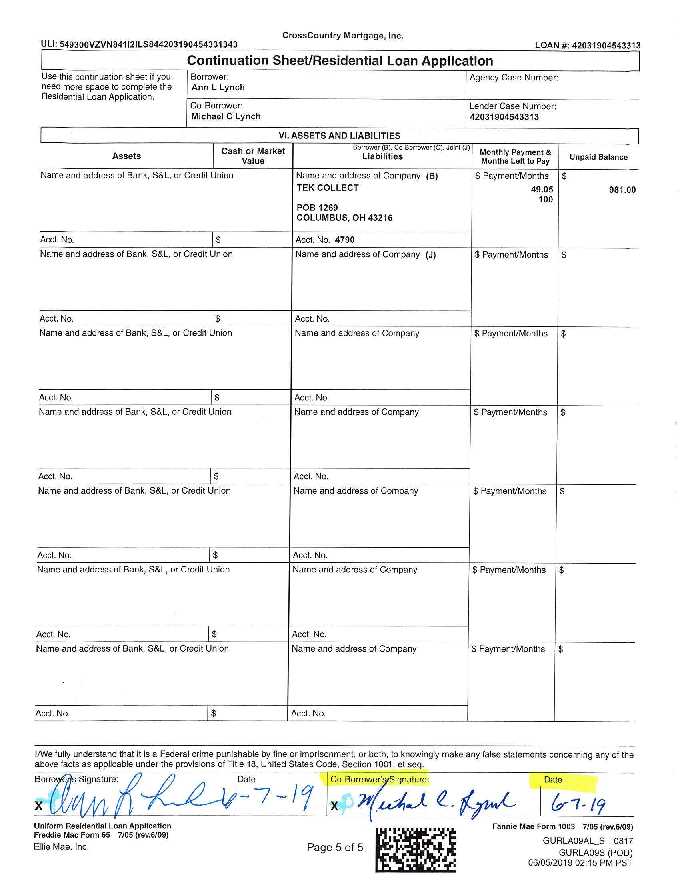 CrossCountry Mortgage, Inc.
ULI: 549300VZVN841I2ILS844203190454331343
LOAN #: 42031904543313
Continuation Sheet/Residential Loan Application
Use this continuation sheet if you need more space to complete the Residential Loan Application.
Borrower:
Ann L Lynch
Agency Case Number:
Co-Borrower:
Michael C Lynch
Lender Case Number:
42031904543313
VI. ASSETS AND LIABILITIES
Assets
Cash or Market Value
Borrower (B), Co-Borrower (C), Joint (J)
Liabilities
Monthly Payment & Months Left to Pay
Unpaid Balance
Name and address of Bank, S&L, or Credit Union
Name and address of Company (B)
$ Payment/Months
$
TEK COLLECT
49.05
981.00
100
POB 1269
COLUMBUS, OH 43216
Acct. No.
$
Acct. No. 4790
Name and address of Bank, S&L, or Credit Union
Name and address of Company (J)
$ Payment/Months
$
Acct. No.
$
Acct. No.
Name and address of Bank, S&L, or Credit Union
Name and address of Company
$ Payment/Months
$
Acct. No.
$
Acct. No.
Name and address of Bank, S&L, or Credit Union
Name and address of Company
$ Payment/Months
$
Acct. No.
$
Acct. No.
Name and address of Bank, S&L, or Credit Union
Name and address of Company
$ Payment/Months
$
Acct. No.
$
Acct. No.
Name and address of Bank, S&L, or Credit Union
Name and address of Company
$ Payment/Months
$
Acct. No.
$
Acct. No.
Name and address of Bank, S&L, or Credit Union
Name and address of Company
$ Payment/Months
$
Acct. No.
$
Acct. No.
I/We fully understand that it is a Federal crime punishable by fine or imprisonment, or both, to knowingly make any false statements concerning any of the
above facts as applicable under the provisions of Title 18, United States Code, Section 1001, et seq.
Borrower's Signature:
Date
Co-Borrower's Signature:
Date
X Ann L L 6-7-19
X Michael C. Lynch 6-7-19
Uniform Residential Loan Application
Freddie Mac Form 65 7/05 (rev.6/09)
Fannie Mae Form 1003 7/05 (rev.6/09)
Ellie Mae, Inc.
Page 5 of 5
GURLA09AL_S 0817
GURLA09S (POD)
06/05/2019 02:15 PM PST